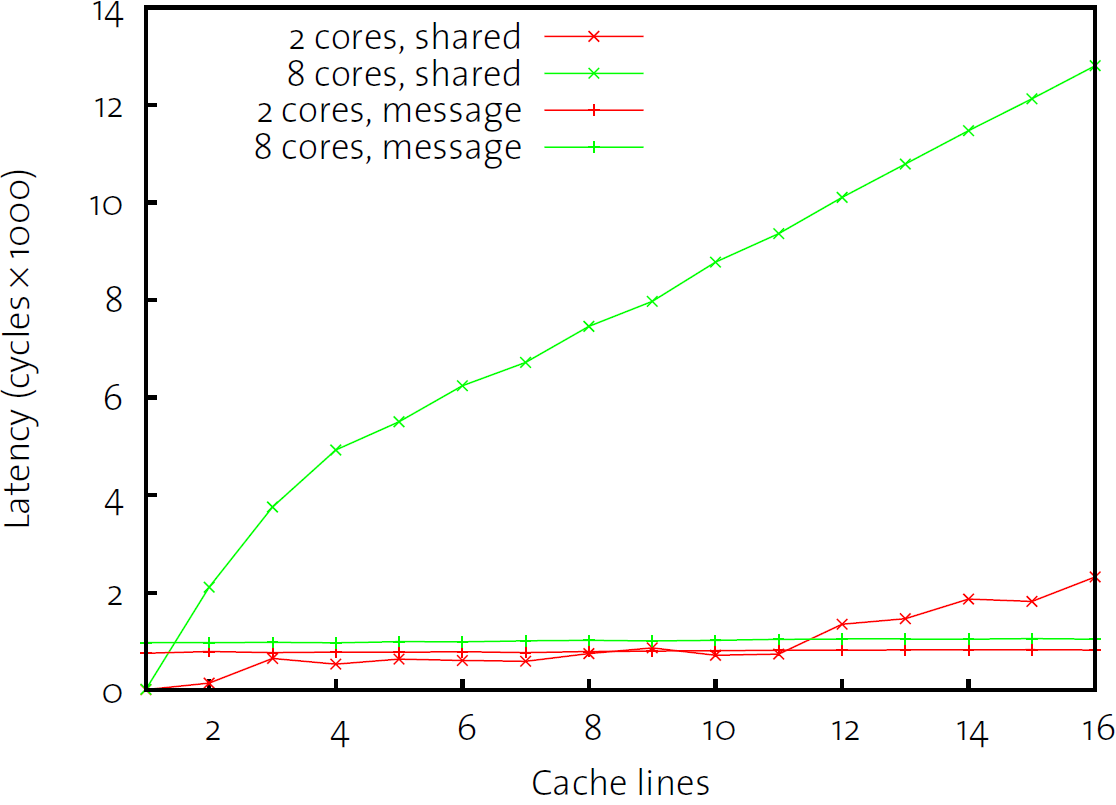 14
12
10
8
6
4
2
0
Latency (cycles × 1000)
2 cores, shared
8 cores, shared
2 cores, message
8 cores, message
2 4 6 8 10 12 14 16
Cache lines